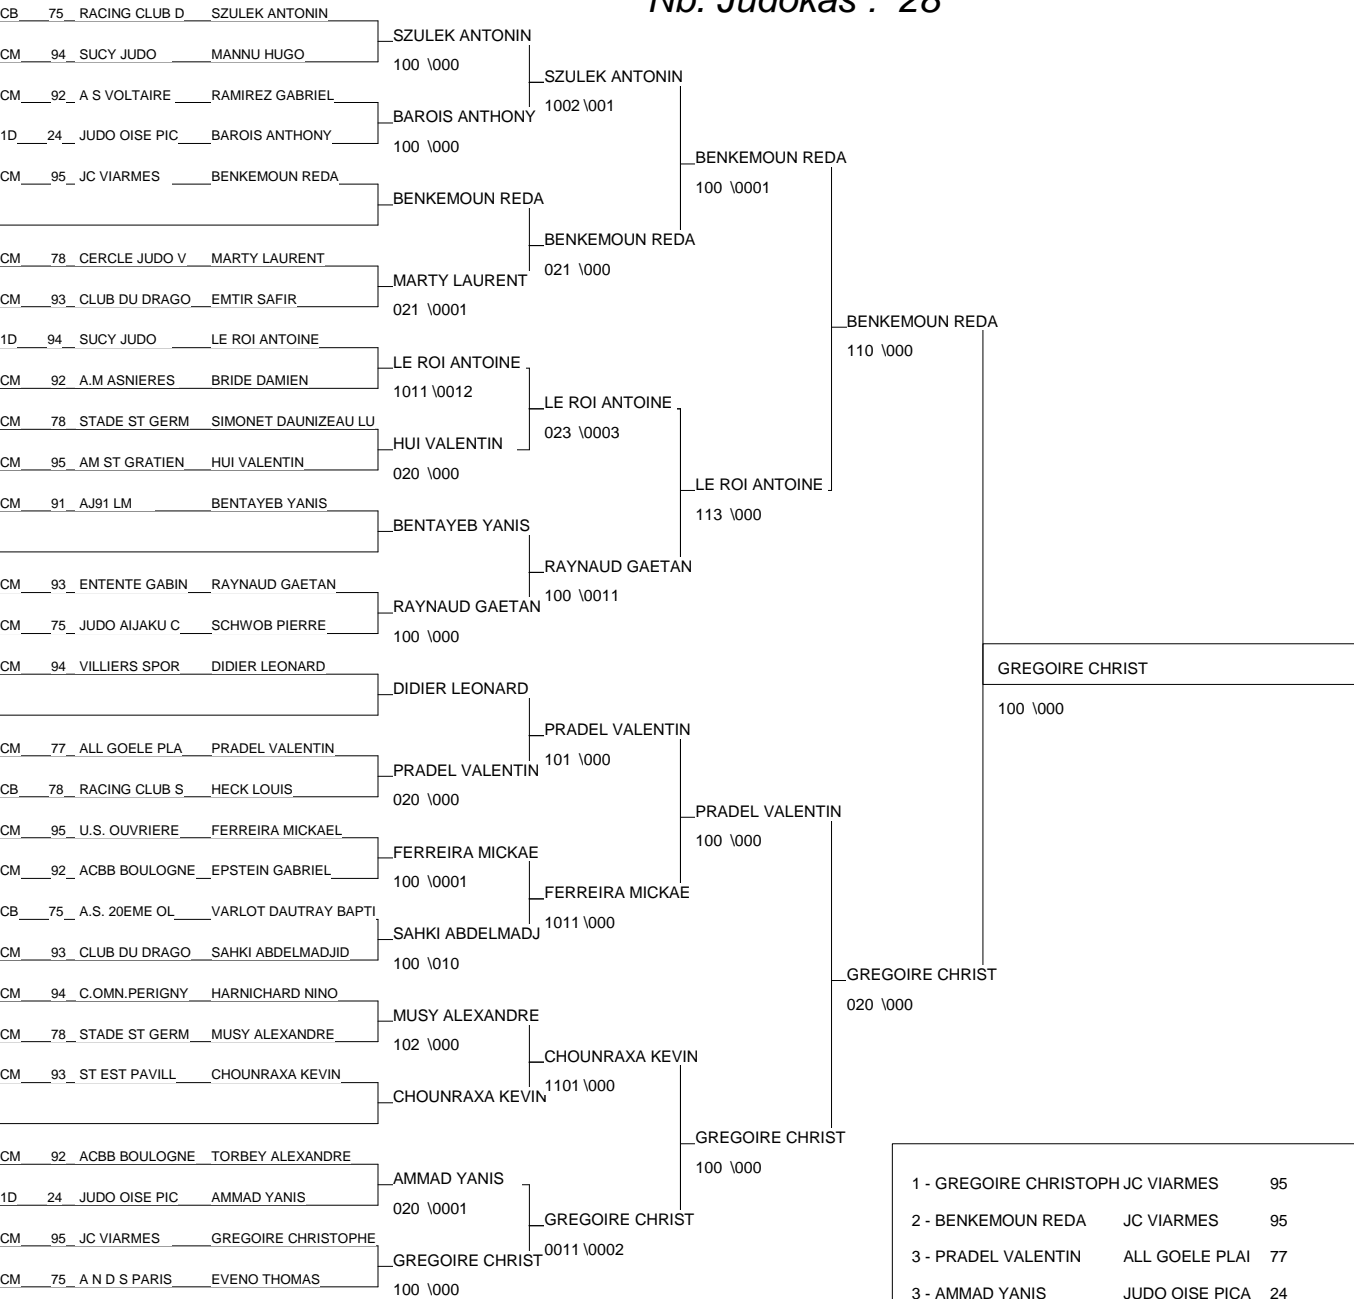 Nb. Judokas : 28
CB 75 RACING CLUB D SZULEK ANTONIN
CM 94 SUCY JUDO MANNU HUGO
CM 92 A S VOLTAIRE RAMIREZ GABRIEL
1D 24 JUDO OISE PIC BAROIS ANTHONY
CM 95 JC VIARMES BENKEMOUN REDA
CM 78 CERCLE JUDO V MARTY LAURENT
CM 93 CLUB DU DRAGO EMTIR SAFIR
1D 94 SUCY JUDO LE ROI ANTOINE
CM 92 A.M ASNIERES BRIDE DAMIEN
CM 78 STADE ST GERM SIMONET DAUNIZEAU LU
CM 95 AM ST GRATIEN HUI VALENTIN
CM 91 AJ91 LM BENTAYEB YANIS
CM 93 ENTENTE GABIN RAYNAUD GAETAN
CM 75 JUDO AIJAKU C SCHWOB PIERRE
CM 94 VILLIERS SPOR DIDIER LEONARD
CM 77 ALL GOELE PLA PRADEL VALENTIN
CB 78 RACING CLUB S HECK LOUIS
CM 95 U.S. OUVRIERE FERREIRA MICKAEL
CM 92 ACBB BOULOGNE EPSTEIN GABRIEL
CB 75 A.S. 20EME OL VARLOT DAUTRAY BAPTI
CM 93 CLUB DU DRAGO SAHKI ABDELMADJID
CM 94 C.OMN.PERIGNY HARNICHARD NINO
CM 78 STADE ST GERM MUSY ALEXANDRE
CM 93 ST EST PAVILL CHOUNRAXA KEVIN
CM 92 ACBB BOULOGNE TORBEY ALEXANDRE
1D 24 JUDO OISE PIC AMMAD YANIS
CM 95 JC VIARMES GREGOIRE CHRISTOPHE
CM 75 A N D S PARIS EVENO THOMAS
SZULEK ANTONIN
100 \000
BAROIS ANTHONY
100 \000
BENKEMOUN REDA
MARTY LAURENT
021 \0001
LE ROI ANTOINE
1011 \0012
HUI VALENTIN
020 \000
BENTAYEB YANIS
RAYNAUD GAETAN
100 \000
DIDIER LEONARD
PRADEL VALENTIN
020 \000
FERREIRA MICKAE
100 \0001
SAHKI ABDELMADJ
100 \010
MUSY ALEXANDRE
102 \000
CHOUNRAXA KEVIN
AMMAD YANIS
020 \0001
GREGOIRE CHRIST
100 \000
SZULEK ANTONIN
1002 \001
BENKEMOUN REDA
021 \000
LE ROI ANTOINE
023 \0003
RAYNAUD GAETAN
100 \0011
PRADEL VALENTIN
101 \000
FERREIRA MICKAE
1011 \000
CHOUNRAXA KEVIN
1101 \000
GREGOIRE CHRIST
0011 \0002
BENKEMOUN REDA
100 \0001
LE ROI ANTOINE
113 \000
PRADEL VALENTIN
100 \000
GREGOIRE CHRIST
100 \000
BENKEMOUN REDA
110 \000
GREGOIRE CHRIST
020 \000
GREGOIRE CHRIST
100 \000
1 - GREGOIRE CHRISTOPH JC VIARMES 95
2 - BENKEMOUN REDA JC VIARMES 95
3 - PRADEL VALENTIN ALL GOELE PLAI 77
3 - AMMAD YANIS JUDO OISE PICA 24